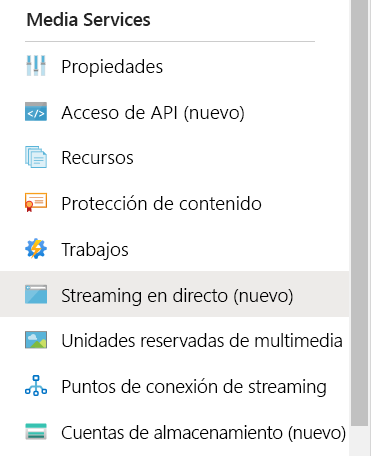 Media Services
Propiedades
Acceso de API (nuevo)
Recursos
Protección de contenido
Trabajos
Streaming en directo (nuevo)
Unidades reservadas de multimedia
Puntos de conexión de streaming
Cuentas de almacenamiento (nuevo)